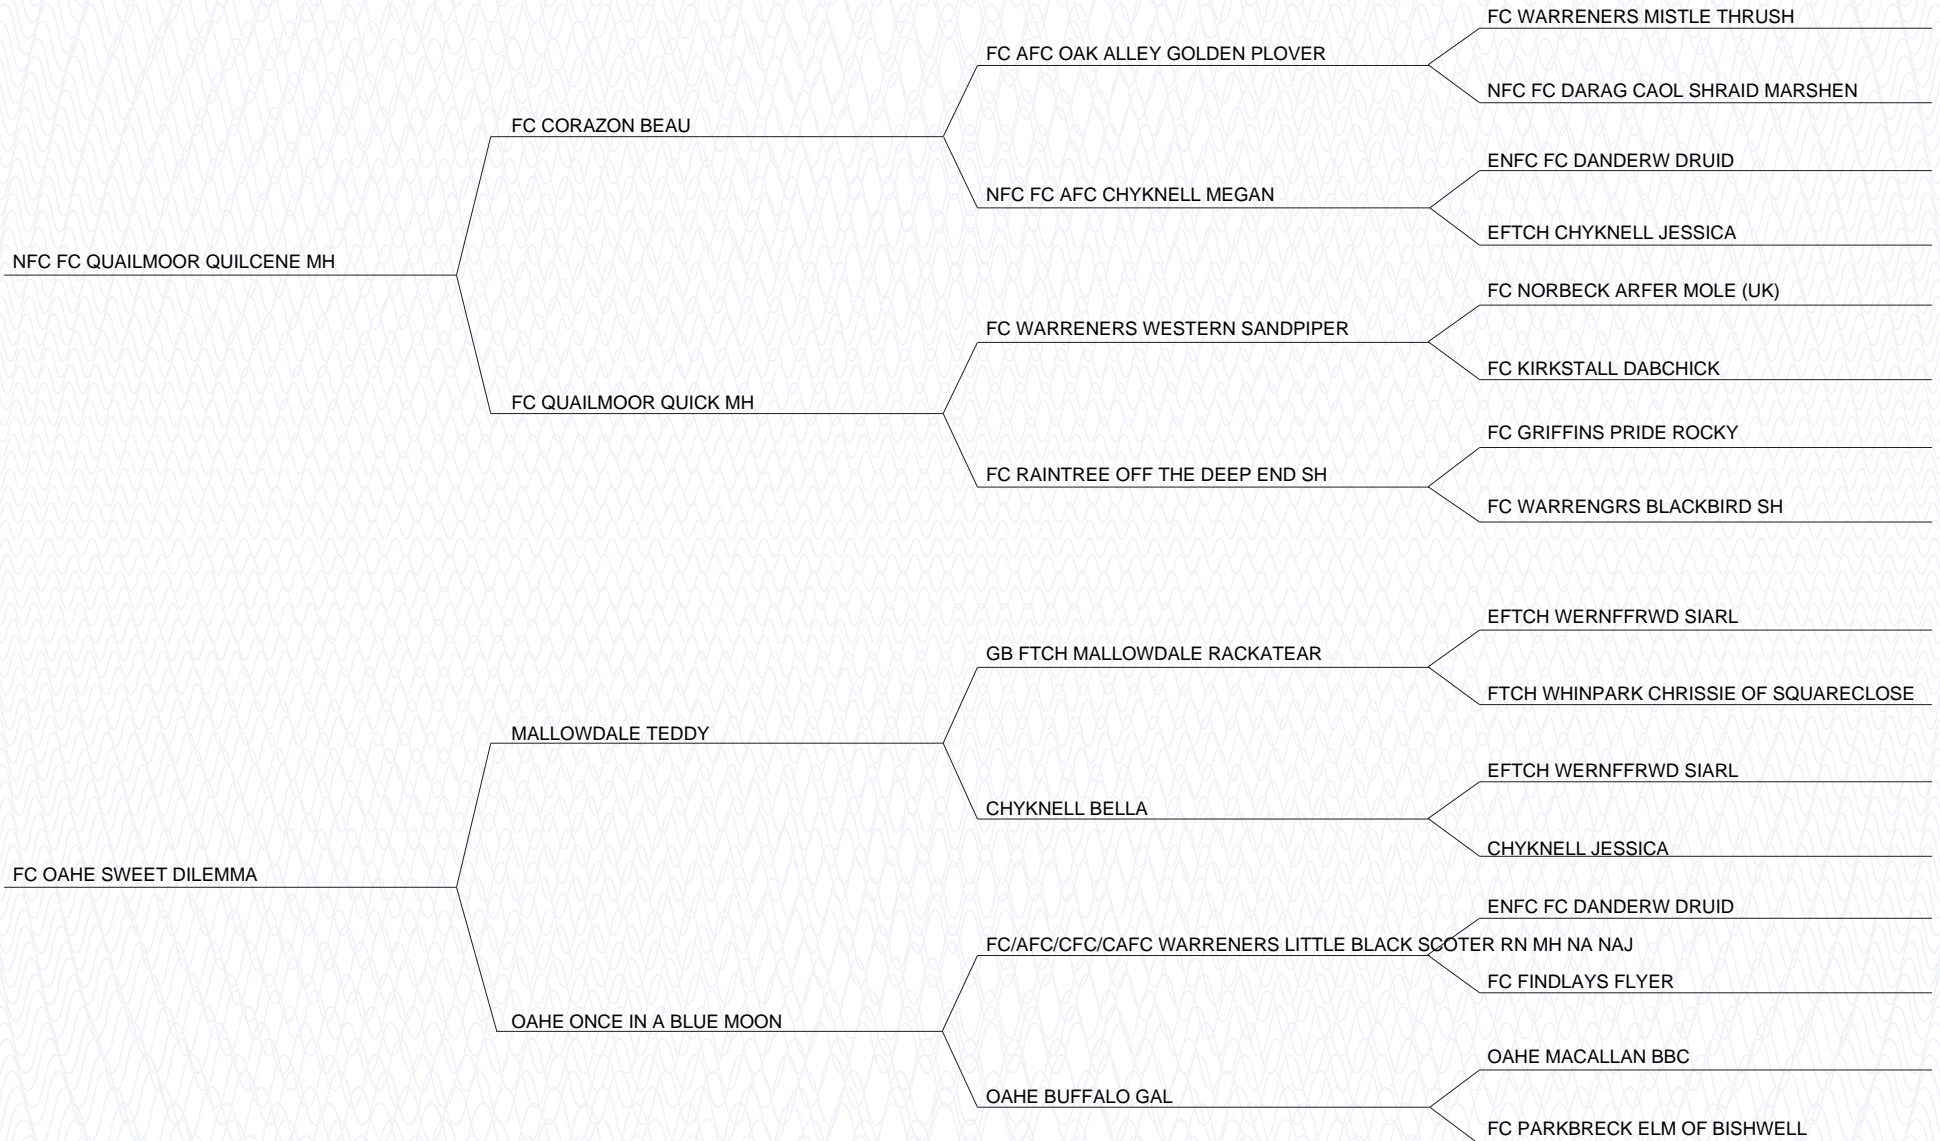 FC WARRENERS MISTLE THRUSH
FC AFC OAK ALLEY GOLDEN PLOVER
NFC FC DARAG CAOL SHRAID MARSHEN
FC CORAZON BEAU
ENFC FC DANDERW DRUID
NFC FC AFC CHYKNELL MEGAN
EFTCH CHYKNELL JESSICA
NFC FC QUAILMOOR QUILCENE MH
FC NORBECK ARFER MOLE (UK)
FC WARRENERS WESTERN SANDPIPER
FC KIRKSTALL DABCHICK
FC QUAILMOOR QUICK MH
FC GRIFFINS PRIDE ROCKY
FC RAINTREE OFF THE DEEP END SH
FC WARRENGRS BLACKBIRD SH
EFTCH WERNFFRWD SIARL
GB FTCH MALLOWDALE RACKATEAR
FTCH WHINPARK CHRISSIE OF SQUARECLOSE
MALLOWDALE TEDDY
EFTCH WERNFFRWD SIARL
CHYKNELL BELLA
CHYKNELL JESSICA
FC OAHE SWEET DILEMMA
ENFC FC DANDERW DRUID
FC/AFC/CFC/CAFC WARRENERS LITTLE BLACK SCOTER RN MH NA NAJ
FC FINDLAYS FLYER
OAHE ONCE IN A BLUE MOON
OAHE MACALLAN BBC
OAHE BUFFALO GAL
FC PARKBRECK ELM OF BISHWELL